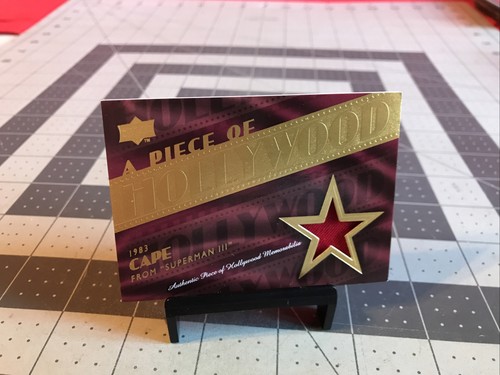 A PIECE OF
HOLLYWOOD
1983
CAPE
FROM "SUPERMAN III"
Authentic Piece of Hollywood Memorabilia